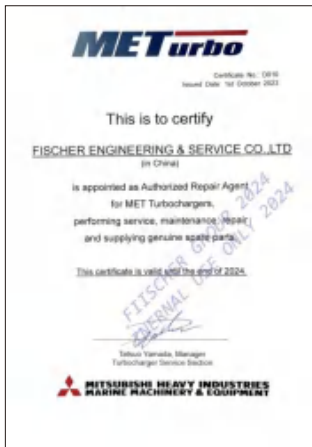 METurbo
Certificate No.: D816
Issued Date: 1st October 2023
This is to certify
FISCHER ENGINEERING & SERVICE CO.,LTD
(in China)
is appointed as Authorized Repair Agent
for MET Turbochargers,
performing service, maintenance, repair
and supplying genuine spare parts.
This certificate is valid until the end of 2024.
FIISCHER GROUP 2024
INTERNAL USE ONLY 2024
Tetsuo Yamada, Manager
Turbocharger Service Section
MITSUBISHI HEAVY INDUSTRIES
MARINE MACHINERY & EQUIPMENT